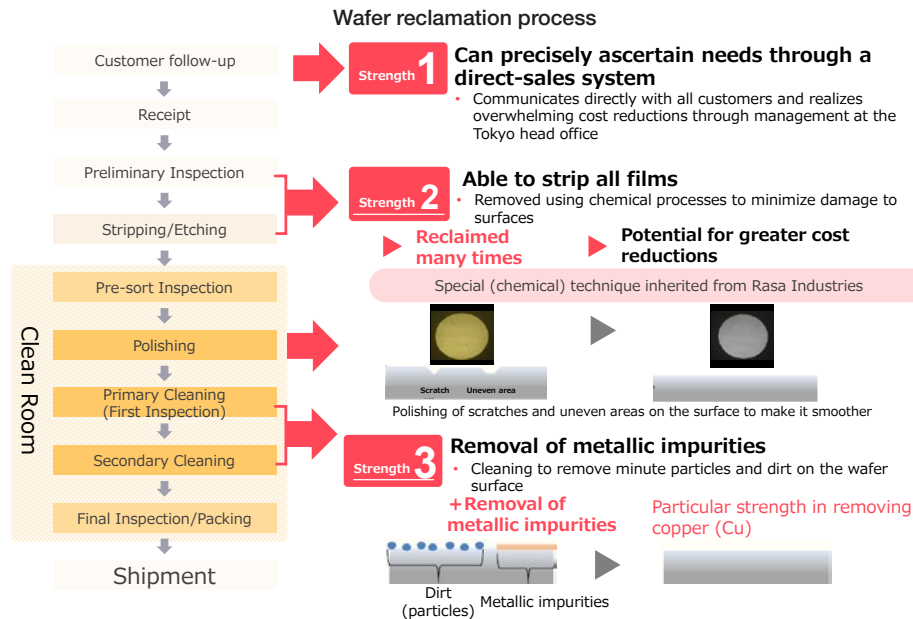 Wafer reclamation process
Customer follow-up
Receipt
Preliminary Inspection
Stripping/Etching
Clean Room
Pre-sort Inspection
Polishing
Primary Cleaning
(First Inspection)
Secondary Cleaning
Final Inspection/Packing
Shipment
Strength 1
Can precisely ascertain needs through a
direct-sales system
• Communicates directly with all customers and realizes
overwhelming cost reductions through management at the
Tokyo head office
Strength 2
Able to strip all films
• Removed using chemical processes to minimize damage to
surfaces
Reclaimed
many times
Potential for greater cost
reductions
Special (chemical) technique inherited from Rasa Industries
Scratch
Uneven area
Polishing of scratches and uneven areas on the surface to make it smoother
Strength 3
Removal of metallic impurities
• Cleaning to remove minute particles and dirt on the wafer
surface
+Removal of
metallic impurities
Particular strength in removing
copper (Cu)
Dirt
(particles)
Metallic impurities